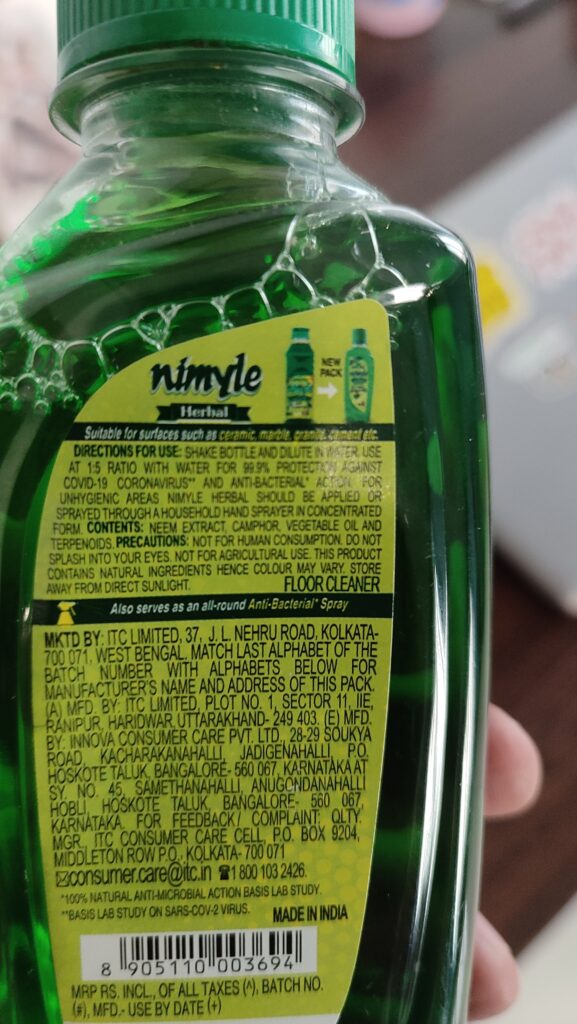 nimyle
Herbal
NEW
PACK
Suitable for surfaces such as ceramic, marble, granite, cement etc.
DIRECTIONS FOR USE: SHAKE BOTTLE AND DILUTE IN WATER. USE
AT 1:5 RATIO WITH WATER FOR 99.9% PROTECTION AGAINST
COVID-19 CORONAVIRUS** AND ANTI-BACTERIAL* ACTION. FOR
UNHYGIENIC AREAS NIMYLE HERBAL SHOULD BE APPLIED OR
SPRAYED THROUGH A HOUSEHOLD HAND SPRAYER IN CONCENTRATED
FORM. CONTENTS: NEEM EXTRACT, CAMPHOR, VEGETABLE OIL AND
TERPENOIDS. PRECAUTIONS: NOT FOR HUMAN CONSUMPTION. DO NOT
SPLASH INTO YOUR EYES. NOT FOR AGRICULTURAL USE. THIS PRODUCT
CONTAINS NATURAL INGREDIENTS HENCE COLOUR MAY VARY. STORE
AWAY FROM DIRECT SUNLIGHT. FLOOR CLEANER
Also serves as an all-round Anti-Bacterial* Spray
MKTD BY: ITC LIMITED, 37, J. L. NEHRU ROAD, KOLKATA-
700 071, WEST BENGAL. MATCH LAST ALPHABET OF THE
BATCH NUMBER WITH ALPHABETS BELOW FOR
MANUFACTURER'S NAME AND ADDRESS OF THIS PACK.
(A) MFD. BY: ITC LIMITED, PLOT NO. 1, SECTOR 11, IIE,
RANIPUR, HARIDWAR, UTTARAKHAND- 249 403. (E) MFD.
BY: INNOVA CONSUMER CARE PVT. LTD., 28-29 SOUKYA
ROAD, KACHARAKANAHALLI, JADIGENAHALLI, P.O.
HOSKOTE TALUK, BANGALORE- 560 067, KARNATAKA AT
SY. NO. 45, SAMETHANAHALLI, ANUGONDANAHALLI
HOBLI HOSKOTE TALUK, BANGALORE- 560 067,
KARNATAKA. FOR FEEDBACK/ COMPLAINT: QLTY.
MGR. ITC CONSUMER CARE CELL, P.O. BOX 9204,
MIDDLETON ROW P.O., KOLKATA- 700 071
consumer.care@itc.in 1 800 103 2426.
*100% NATURAL ANTI-MICROBIAL ACTION BASIS LAB STUDY.
**BASIS LAB STUDY ON SARS-COV-2 VIRUS. MADE IN INDIA
8 905110 003694
MRP RS. INCL., OF ALL TAXES (^), BATCH NO.
(#), MFD.- USE BY DATE (+)